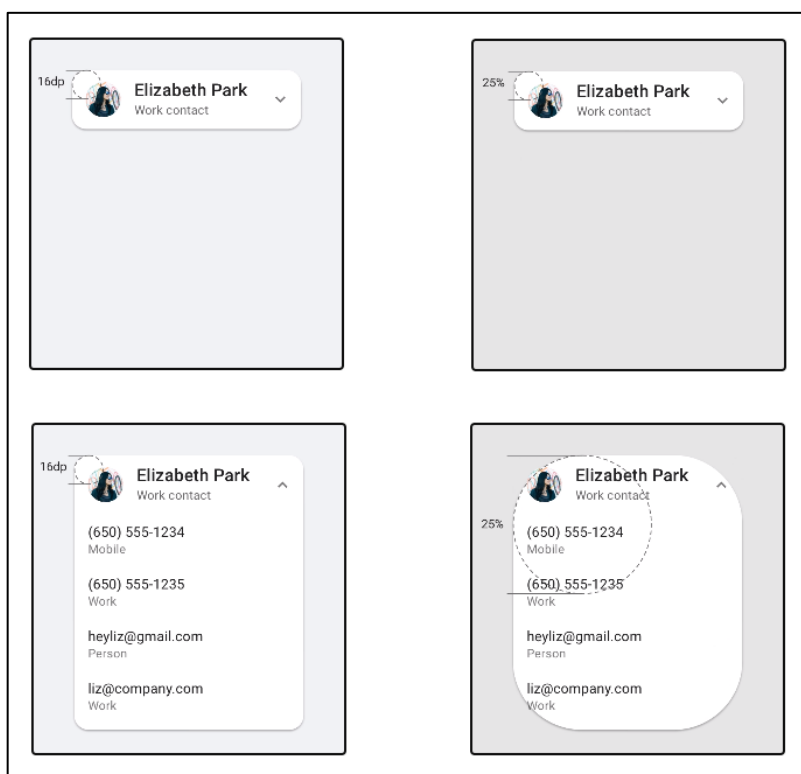 16dp
Elizabeth Park
Work contact
25%
Elizabeth Park
Work contact
16dp
Elizabeth Park
Work contact
(650) 555-1234
Mobile
(650) 555-1235
Work
heyliz@gmail.com
Person
liz@company.com
Work
25%
Elizabeth Park
Work contact
(650) 555-1234
Mobile
(650) 555-1235
Work
heyliz@gmail.com
Person
liz@company.com
Work